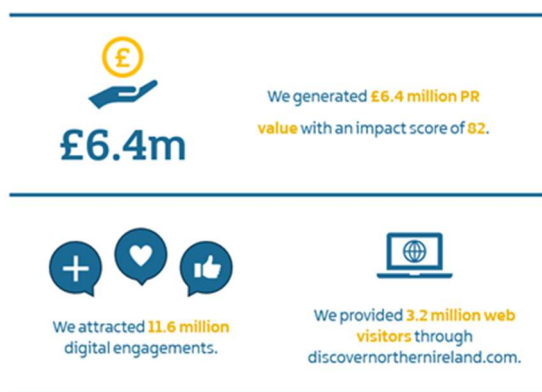 £
£6.4m
We generated £6.4 million PR
value with an impact score of 82.
We attracted 11.6 million
digital engagements.
We provided 3.2 million web
visitors through
discovernorthernireland.com.